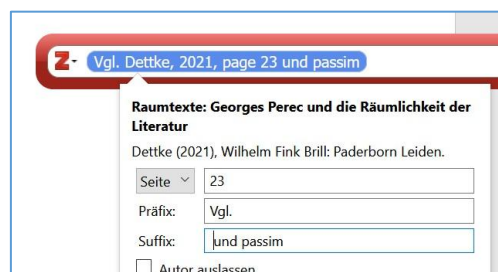 Z Vgl. Dettke, 2021, page 23 und passim
Raumtexte: Georges Perec und die Räumlichkeit der
Literatur
Dettke (2021), Wilhelm Fink Brill: Paderborn Leiden.
Seite 23
Präfix: Vgl.
Suffix: und passim
Autor auslassen